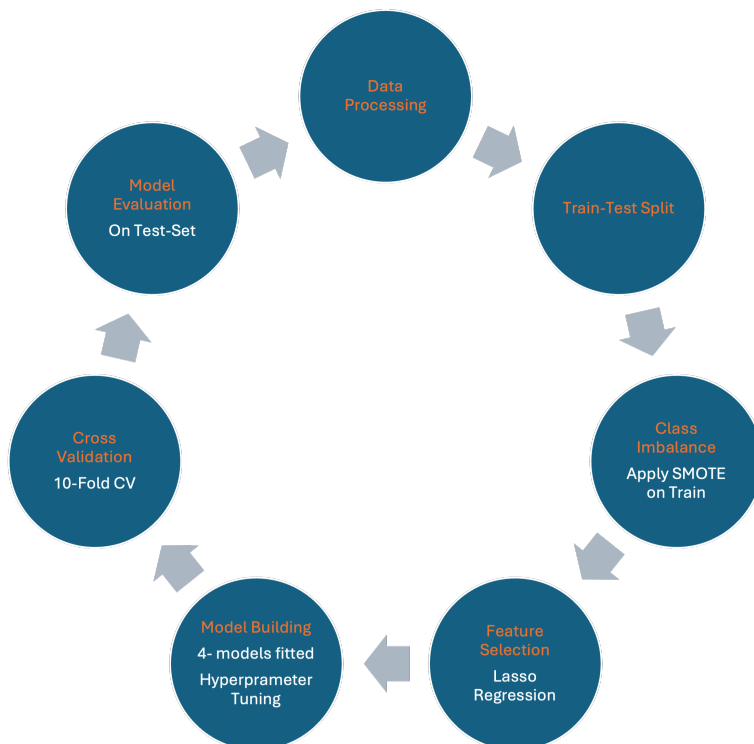 Data
Processing
Train-Test Split
Class
Imbalance
Apply SMOTE
on Train
Feature
Selection
Lasso
Regression
Model Building
4- models fitted
Hyperprameter
Tuning
Cross
Validation
10-Fold CV
Model
Evaluation
On Test-Set